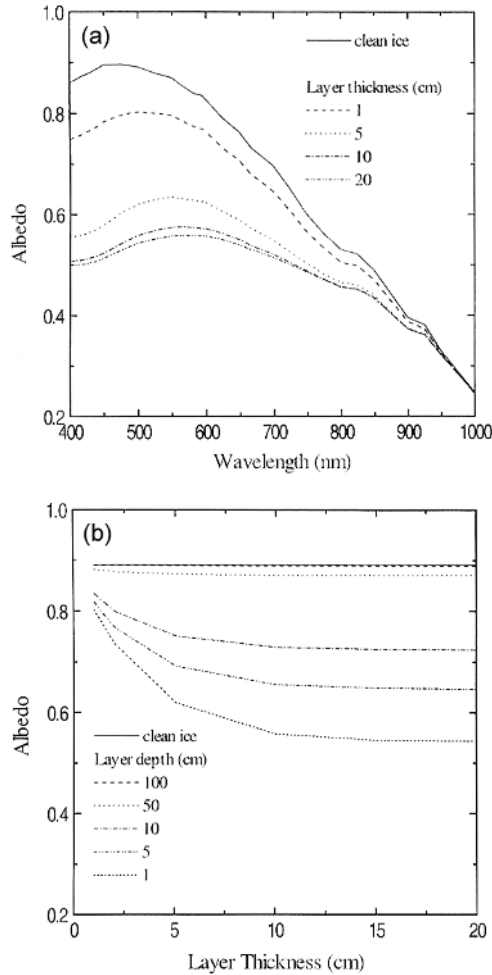 (a)
clean ice
Layer thickness (cm)
1
5
10
20
1.0
0.8
0.6
0.4
0.2
Albedo
400 500 600 700 800 900 1000
Wavelength (nm)
(b)
1.0
0.8
0.6
0.4
0.2
Albedo
clean ice
Layer depth (cm)
100
50
10
5
1
0 5 10 15 20
Layer Thickness (cm)